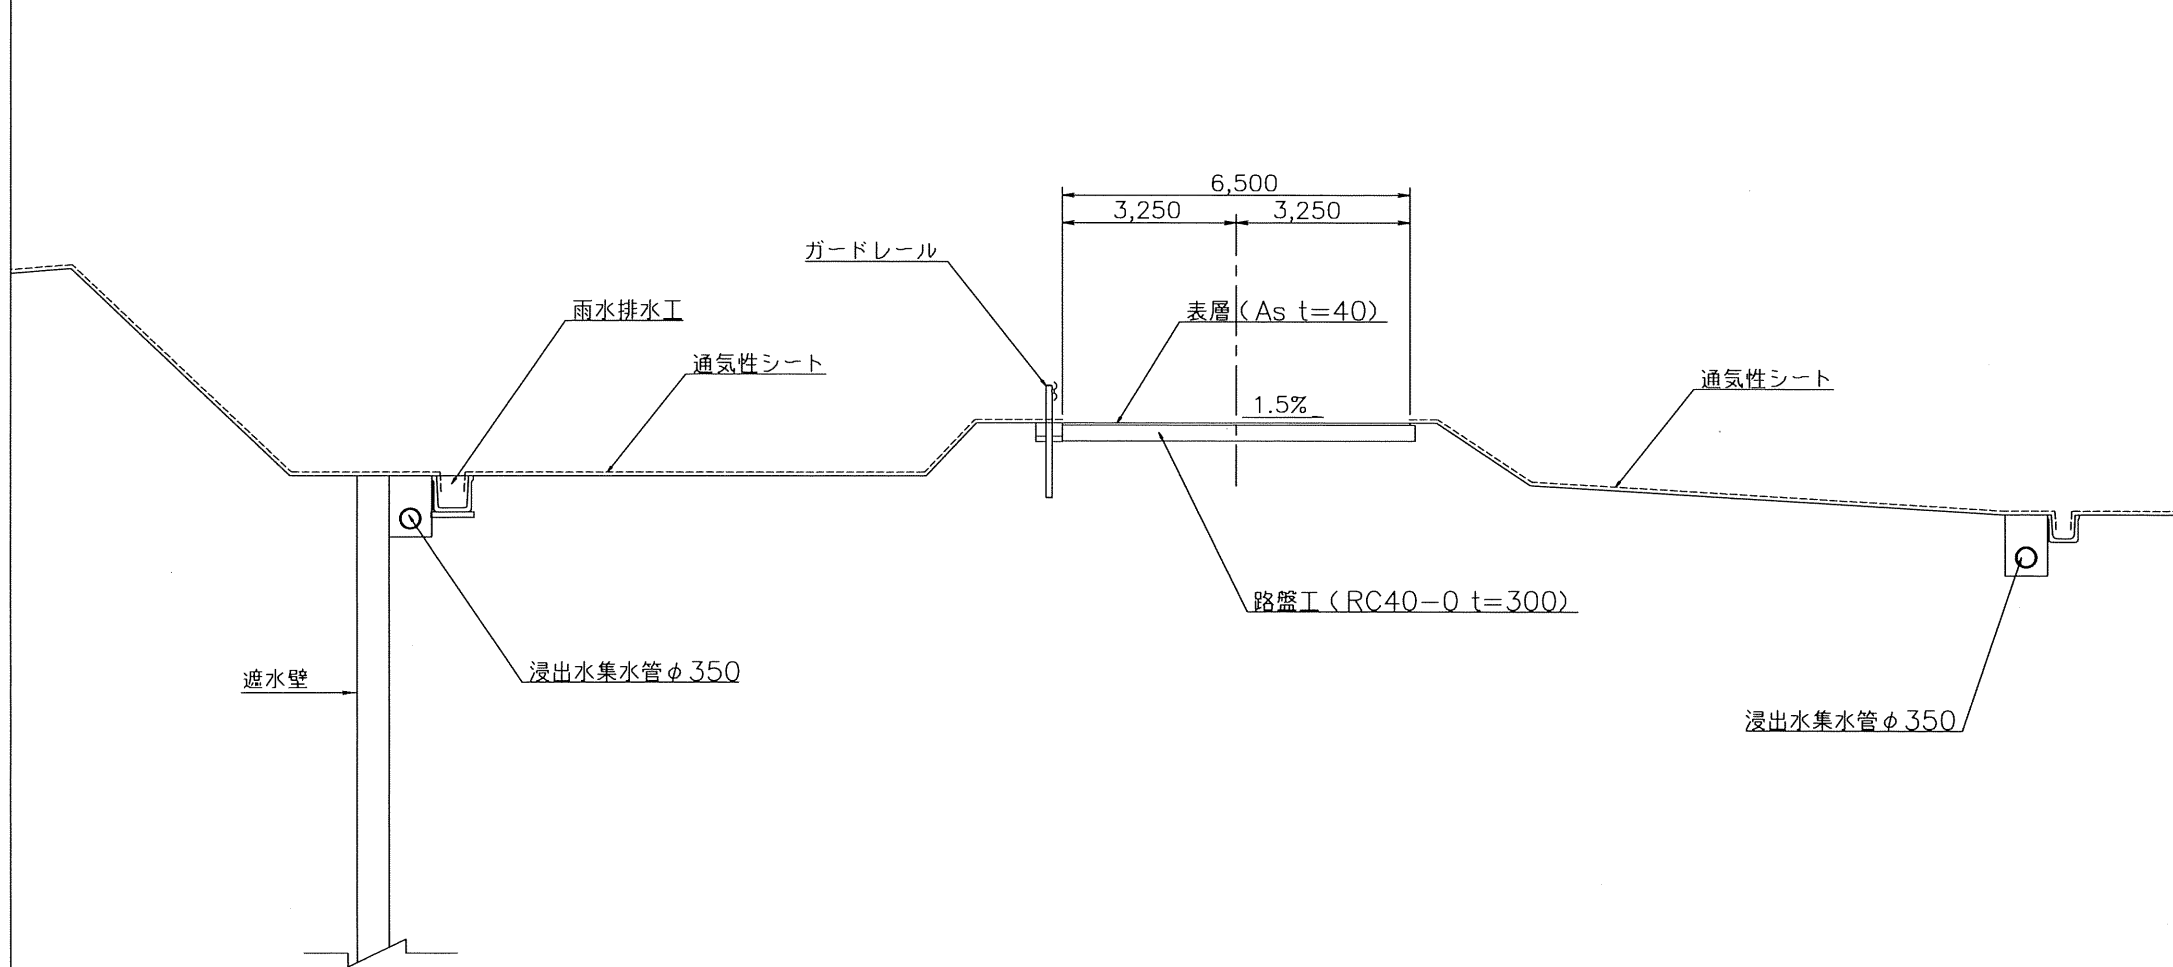 6,500
3,250
3,250
ガードレール
雨水排水工
表層(As t=40)
通気性シート
通気性シート
1.5%
路盤工(RC40-0 t=300)
浸出水集水管φ350
遮水壁
浸出水集水管φ350